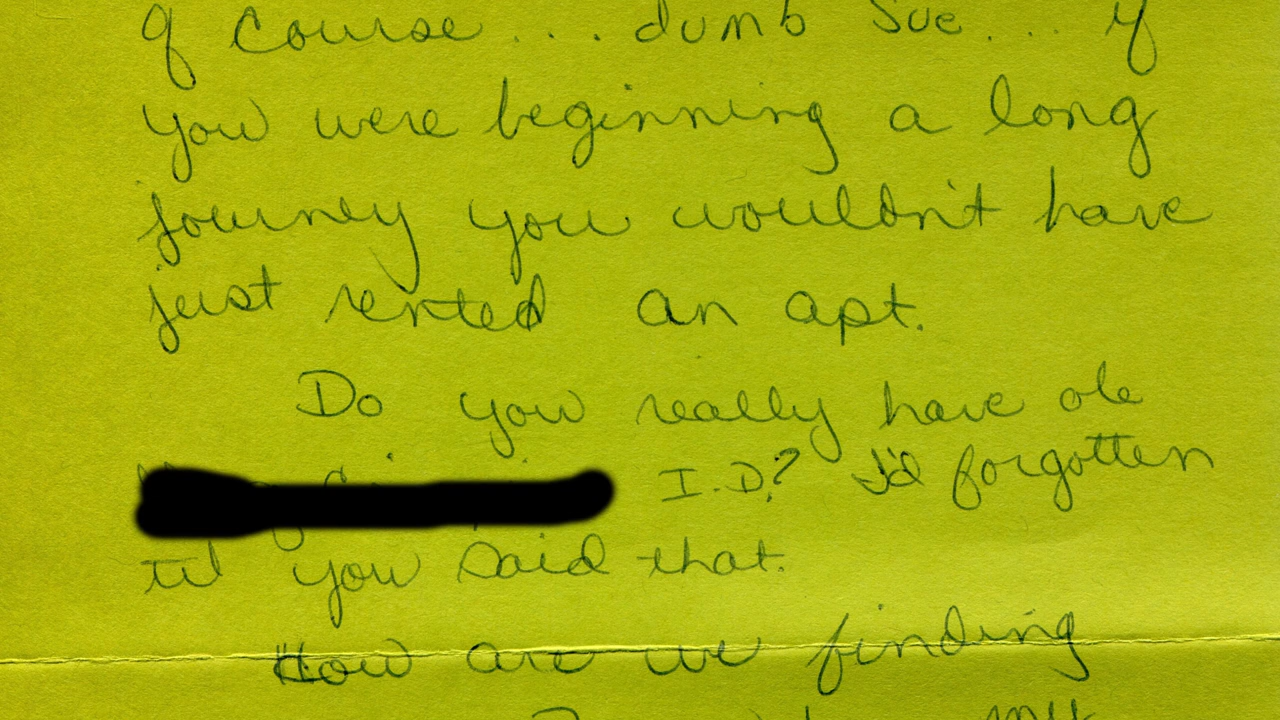 Of course... dumb Sue... if
you were beginning a long
journey you wouldn't have
just rented an apt.
Do you really have ole
I.D.? I'd forgotten
til you said that.
How are we finding